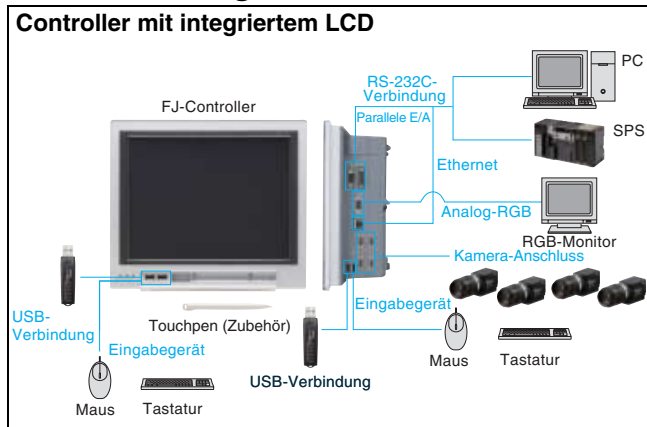 Controller mit integriertem LCD
PC
RS-232C-
Verbindung
FJ-Controller
Parallele E/A
SPS
Ethernet
Analog-RGB
RGB-Monitor
Kamera-Anschluss
USB-
Verbindung
Touchpen (Zubehör)
Eingabegerät
Eingabegerät
Maus
Tastatur
USB-Verbindung
Maus
Tastatur